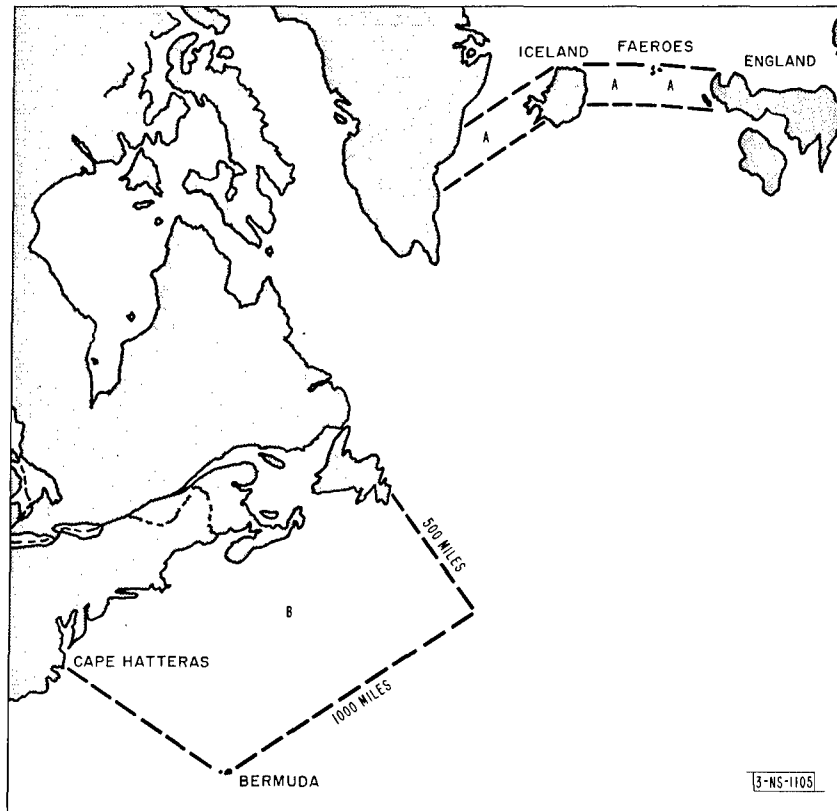 ICELAND
FAEROES
ENGLAND
A
A
A
500 MILES
B
CAPE HATTERAS
1000 MILES
BERMUDA
3-NS-1105